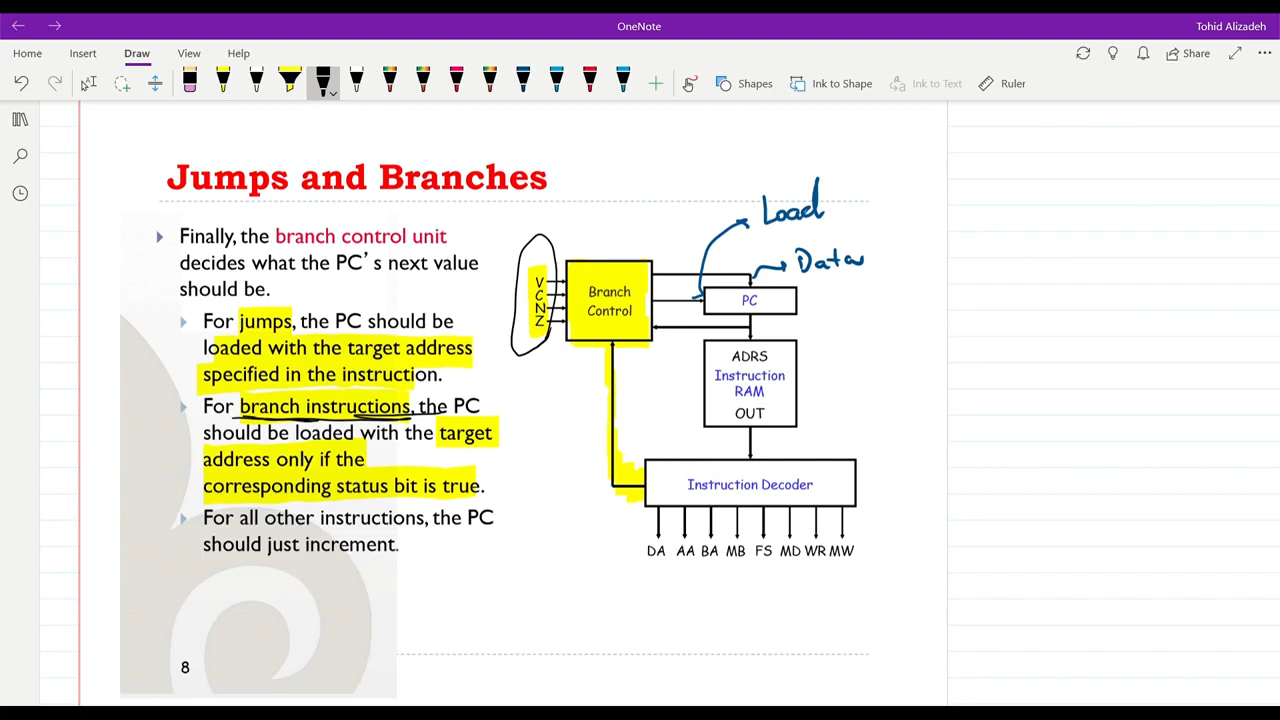 OneNote
Tohid Alizadeh
Home
Insert
Draw
View
Help
Share
Shapes
Ink to Shape
Ink to Text
Ruler
Jumps and Branches
Finally, the branch control unit
decides what the PC's next value
should be.
For jumps, the PC should be
loaded with the target address
specified in the instruction.
For branch instructions, the PC
should be loaded with the target
address only if the
corresponding status bit is true.
For all other instructions, the PC
should just increment.
8
Load
Data
V
C
N
Z
Branch
Control
PC
ADRS
Instruction
RAM
OUT
Instruction Decoder
DA AA BA MB FS MD WR MW